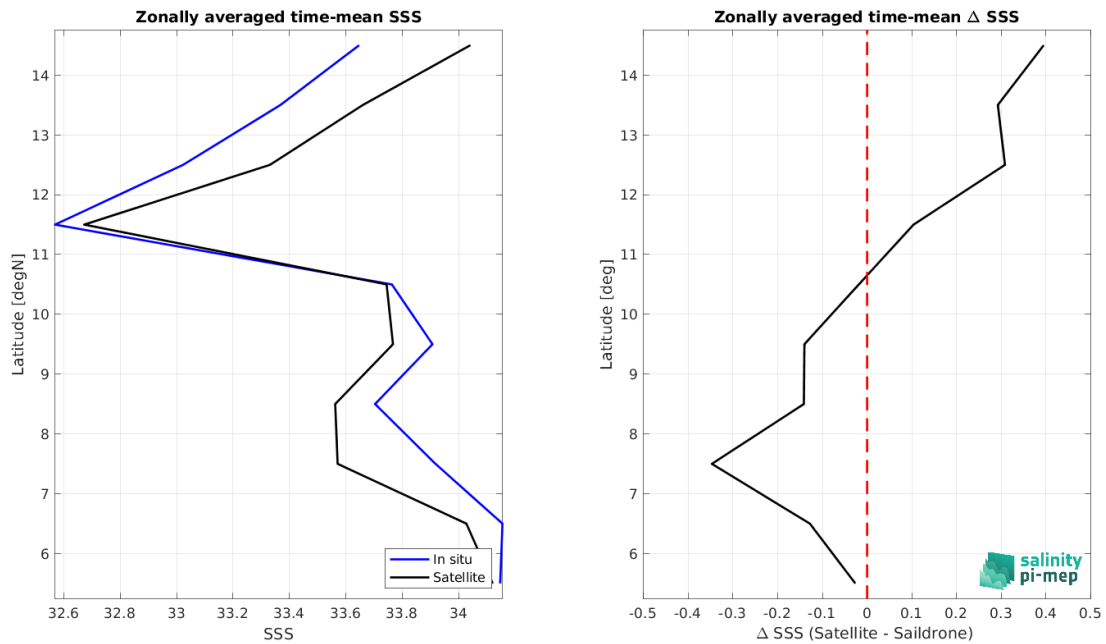 Zonally averaged time-mean SSS
14
13
12
11
10
9
8
7
6
Latitude [degN]
32.6 32.8 33 33.2 33.4 33.6 33.8 34
SSS
In situ
Satellite
Zonally averaged time-mean Δ SSS
14
13
12
11
10
9
8
7
6
Latitude [deg]
-0.5 -0.4 -0.3 -0.2 -0.1 0 0.1 0.2 0.3 0.4 0.5
Δ SSS (Satellite - Saildrone)
salinity
pi-mep